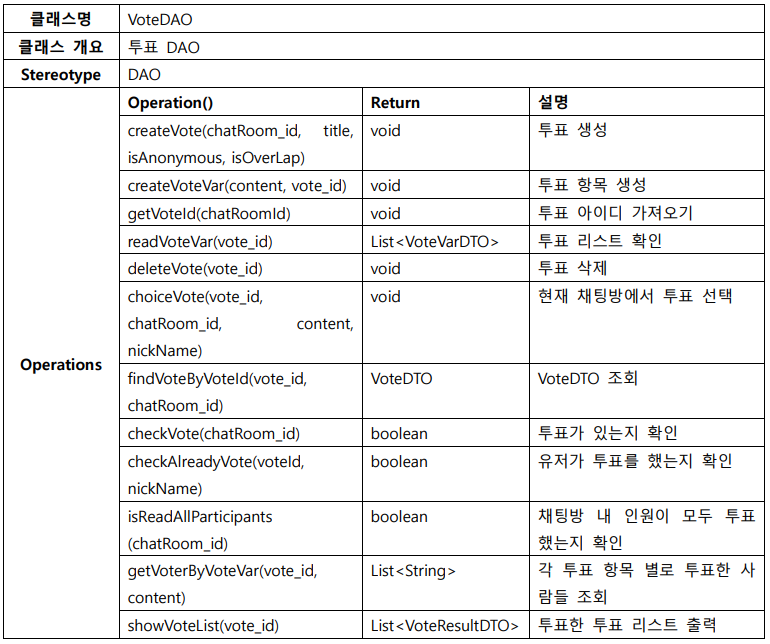 클래스명 VoteDAO
클래스 개요 투표 DAO
Stereotype DAO
Operations
Operation() Return 설명
createVote(chatRoom_id, title, void 투표 생성
isAnonymous, isOverLap)
createVoteVar(content, vote_id) void 투표 항목 생성
getVoteId(chatRoomId) void 투표 아이디 가져오기
readVoteVar(vote_id) List<VoteVarDTO> 투표 리스트 확인
deleteVote(vote_id) void 투표 삭제
choiceVote(vote_id, void 현재 채팅방에서 투표 선택
chatRoom_id, content,
nickName)
findVoteByVoteId(vote_id, VoteDTO VoteDTO 조회
chatRoom_id)
checkVote(chatRoom_id) boolean 투표가 있는지 확인
checkAlreadyVote(voteId, boolean 유저가 투표를 했는지 확인
nickName)
isReadAllParticipants boolean 채팅방 내 인원이 모두 투표
(chatRoom_id) 했는지 확인
getVoterByVoteVar(vote_id, List<String> 각 투표 항목 별로 투표한 사
content) 람들 조회
showVoteList(vote_id) List<VoteResultDTO> 투표한 투표 리스트 출력